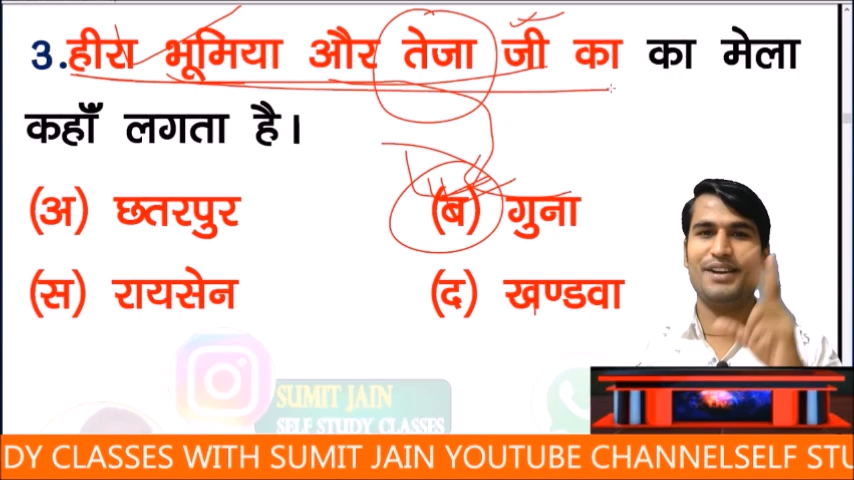 3.हीरा भूमिया और तेजा जी का का मेला
कहाँ लगता है।
(अ) छतरपुर (ब) गुना
(स) रायसेन (द) खण्डवा
SUMIT JAIN
SELF STUDY CLASSES
DY CLASSES WITH SUMIT JAIN YOUTUBE CHANNELSELF STU